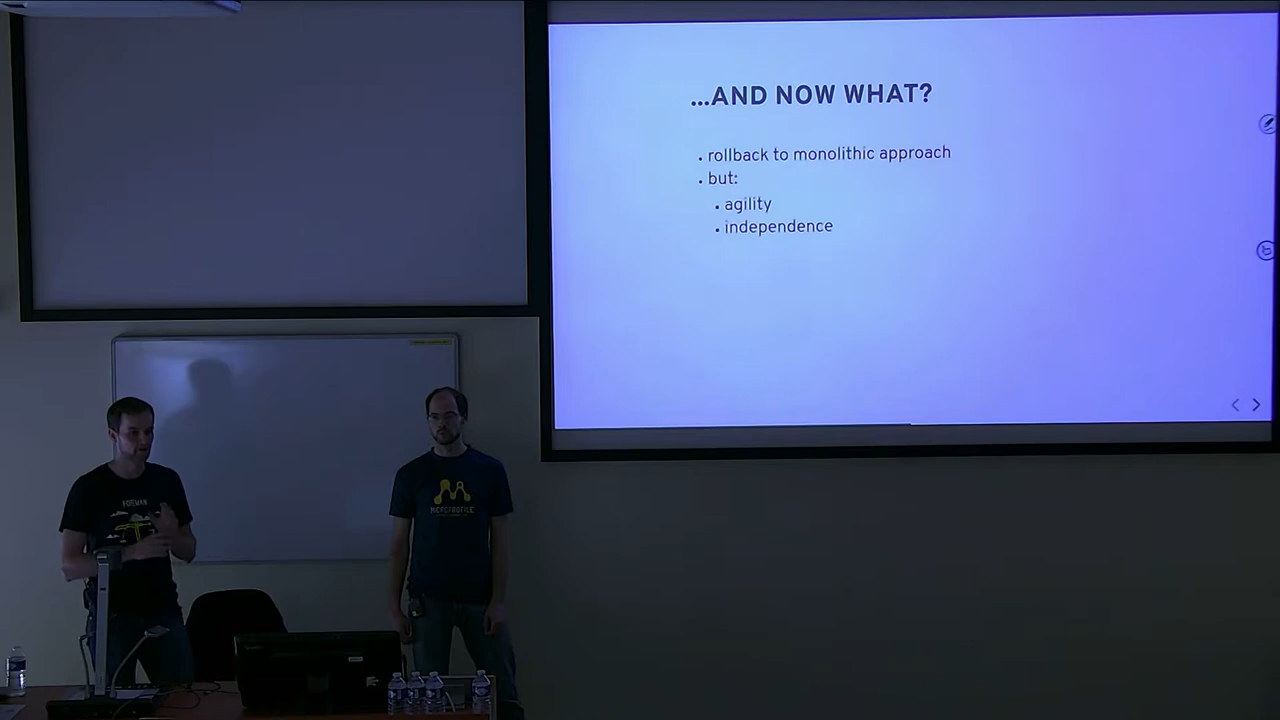 ...AND NOW WHAT?
• rollback to monolithic approach
• but:
• agility
• independence
FOREMAN
MICROPROFILE